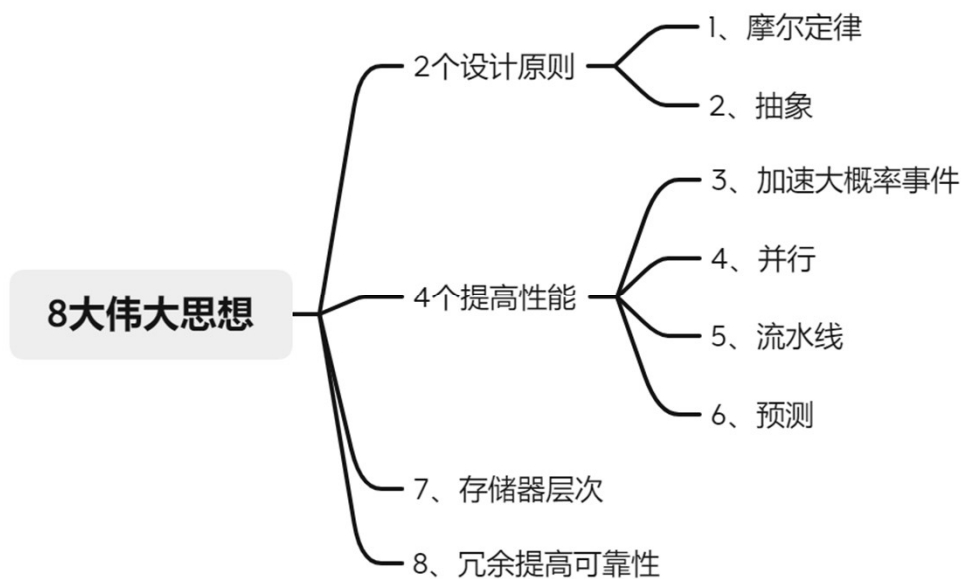 8大伟大思想
2个设计原则
1、摩尔定律
2、抽象
4个提高性能
3、加速大概率事件
4、并行
5、流水线
6、预测
7、存储器层次
8、冗余提高可靠性